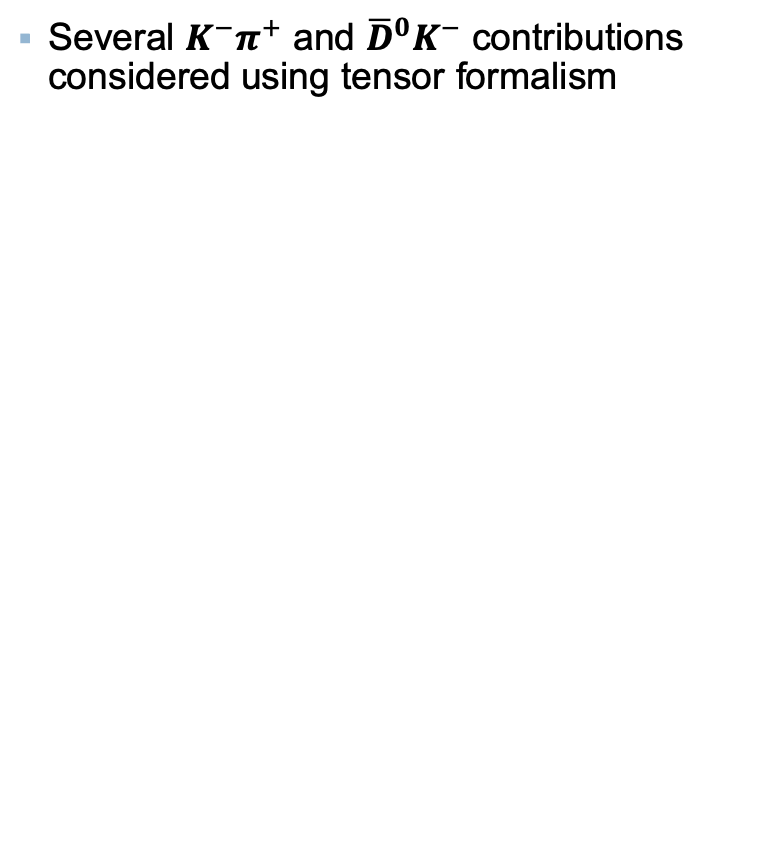 ▪ Several K⁻π⁺ and D̅⁰K⁻ contributions
considered using tensor formalism